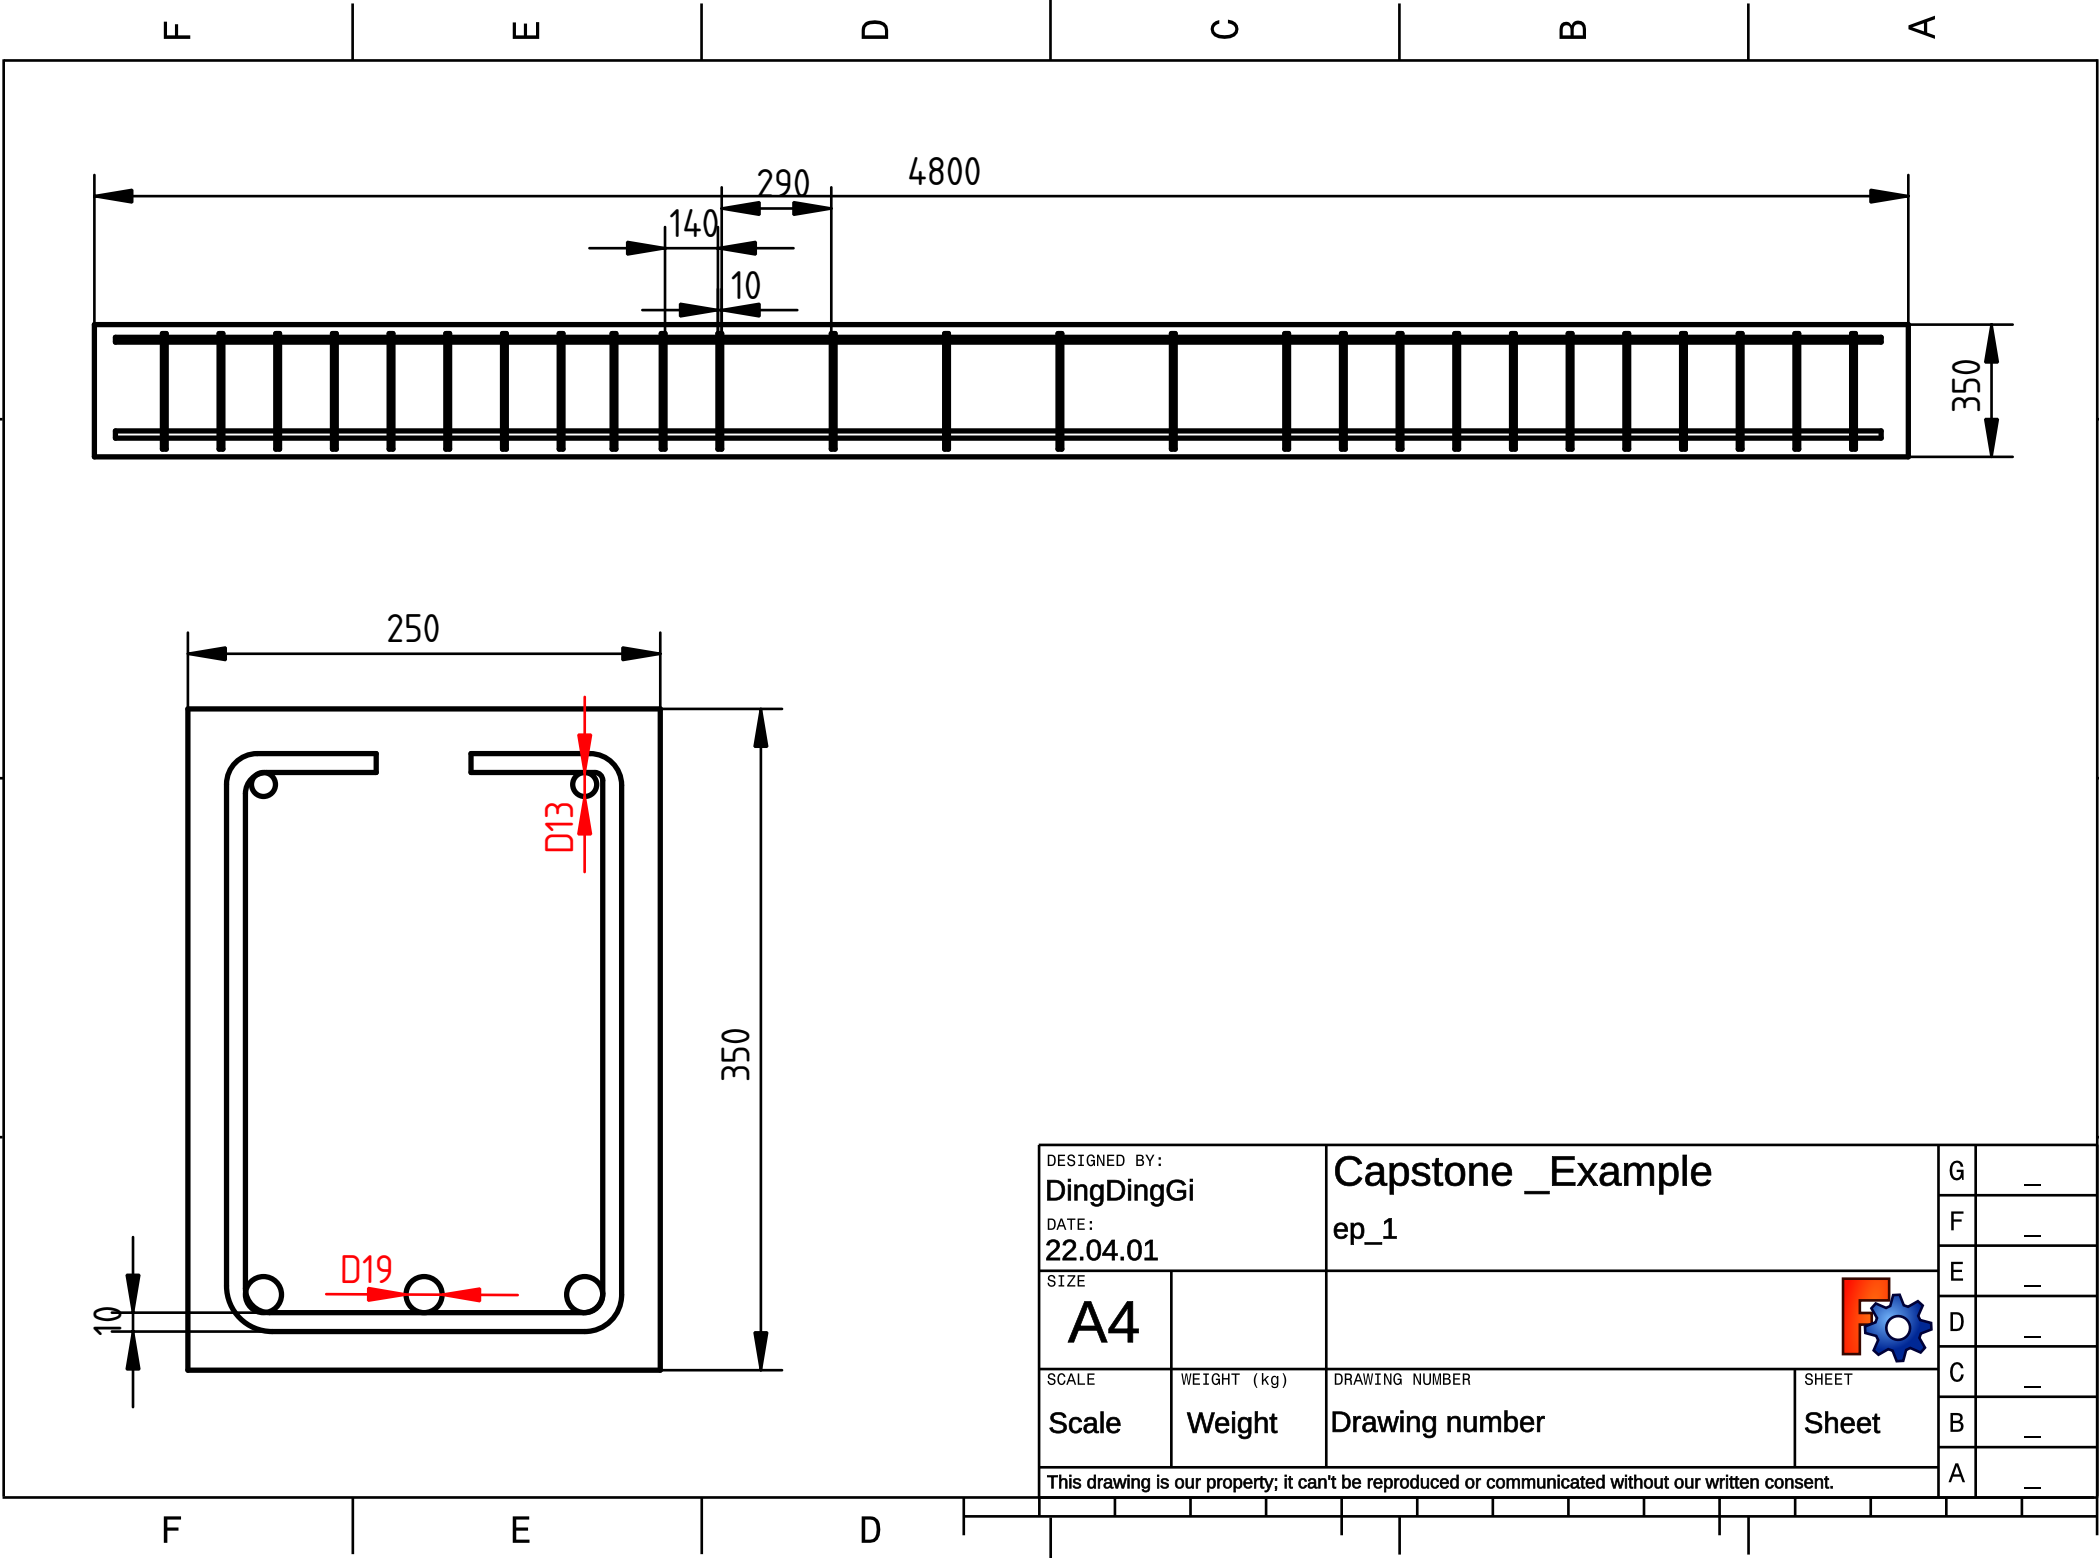 F E D C B A
4800
290
140
10
350
250
D13
350
D19
10
DESIGNED BY:
DingDingGi
DATE:
22.04.01
Capstone _Example
ep_1
SIZE
A4
SCALE
Scale
WEIGHT (kg)
Weight
DRAWING NUMBER
Drawing number
SHEET
Sheet
This drawing is our property; it can't be reproduced or communicated without our written consent.
G _
F _
E _
D _
C _
B _
A _
F E D